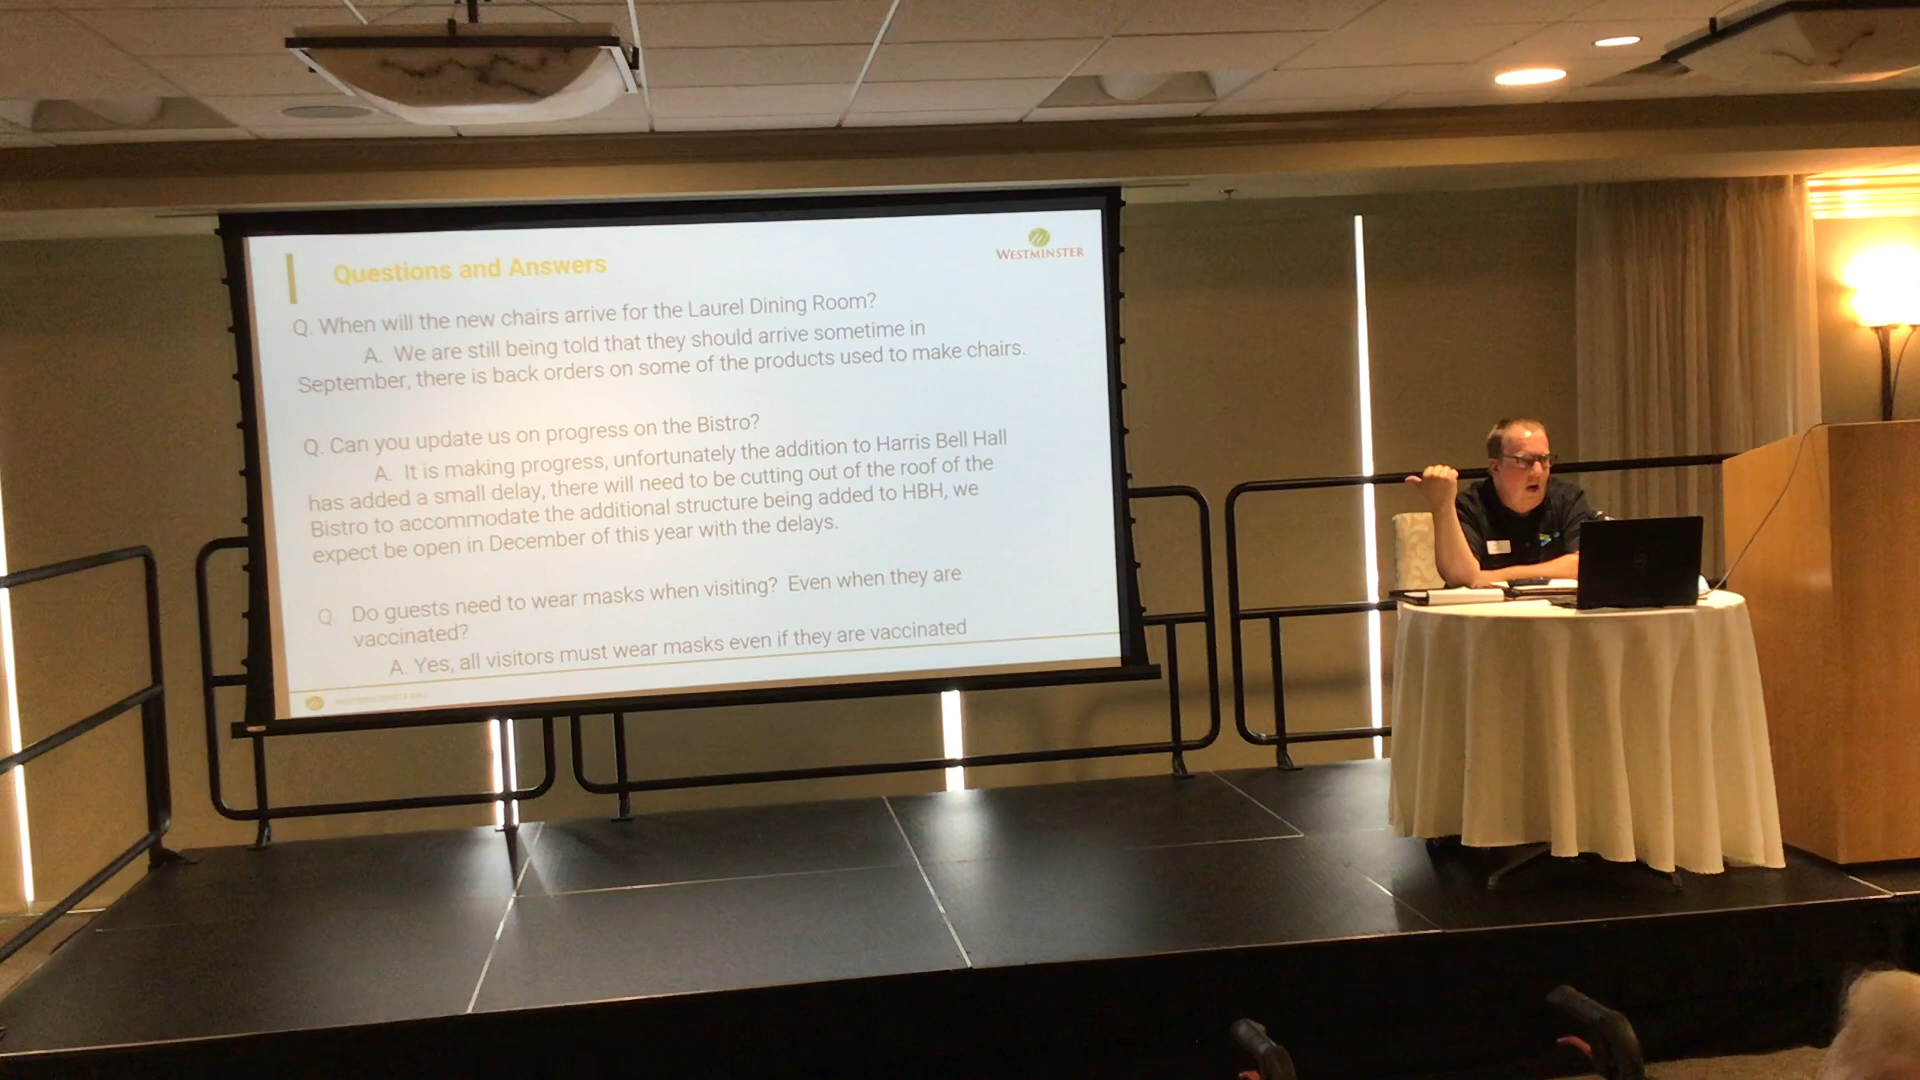 Questions and Answers
WESTMINSTER
Q. When will the new chairs arrive for the Laurel Dining Room?
A. We are still being told that they should arrive sometime in
September, there is back orders on some of the products used to make chairs.
Q. Can you update us on progress on the Bistro?
A. It is making progress, unfortunately the addition to Harris Bell Hall
has added a small delay, there will need to be cutting out of the roof of the
Bistro to accommodate the additional structure being added to HBH, we
expect be open in December of this year with the delays.
Q Do guests need to wear masks when visiting? Even when they are
vaccinated?
A. Yes, all visitors must wear masks even if they are vaccinated